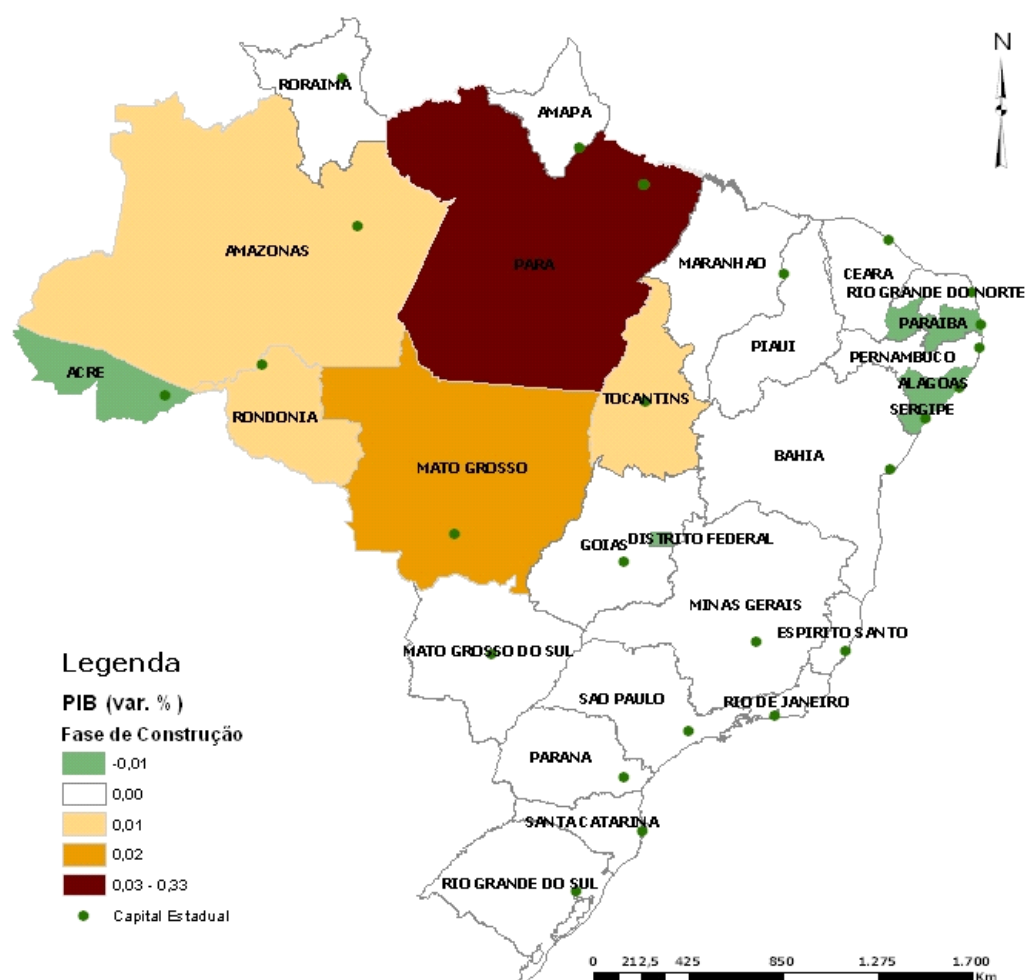 N
RORAIMA
AMAPA
AMAZONAS
PARA
MARANHAO
CEARA
RIO GRANDE DO NORTE
PARAIBA
PIAUI
PERNAMBUCO
ACRE
ALAGOAS
TOCANTINS
SERGIPE
RONDONIA
BAHIA
MATO GROSSO
DISTRITO FEDERAL
GOIAS
MINAS GERAIS
ESPIRITO SANTO
MATO GROSSO DO SUL
SAO PAULO
RIO DE JANEIRO
PARANA
SANTA CATARINA
RIO GRANDE DO SUL
Legenda
PIB (var. %)
Fase de Construção
-0,01
0,00
0,01
0,02
0,03 - 0,33
Capital Estadual
0 212,5 425 850 1.275 1.700
Km